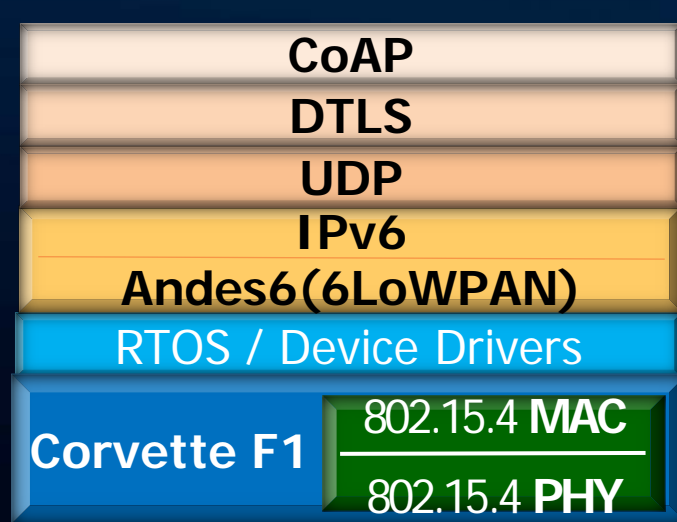 CoAP
DTLS
UDP
IPv6
Andes6(6LoWPAN)
RTOS / Device Drivers
Corvette F1
802.15.4 MAC
802.15.4 PHY